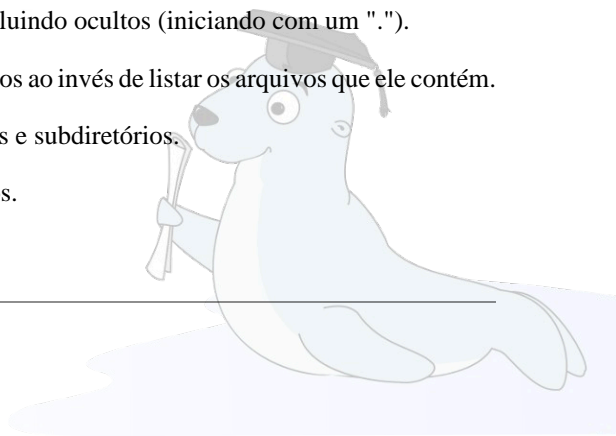 luindo ocultos (iniciando com um ".").
os ao invés de listar os arquivos que ele contém.
s e subdiretórios.
s.